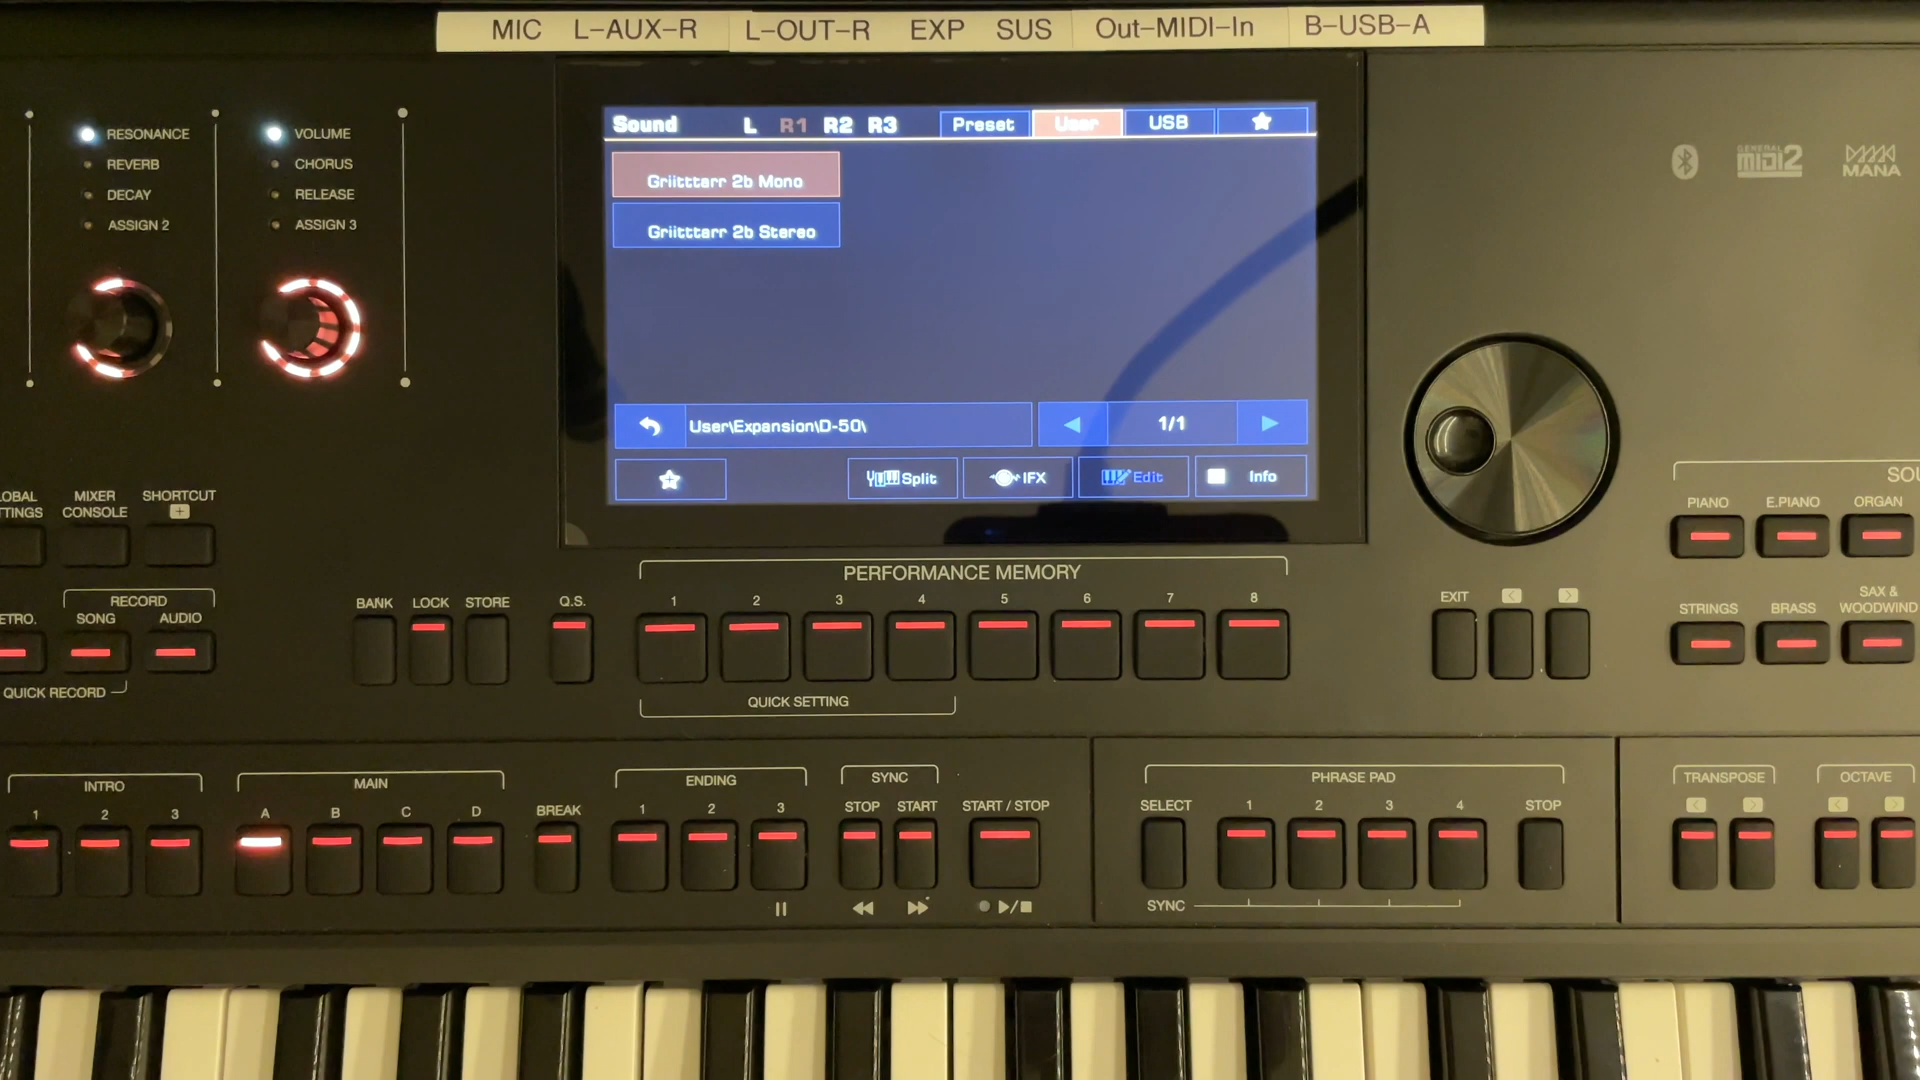 MIC L-AUX-R L-OUT-R EXP SUS Out-MIDI-In B-USB-A
RESONANCE
REVERB
DECAY
ASSIGN 2
VOLUME
CHORUS
RELEASE
ASSIGN 3
Sound L R1 R2 R3 Preset User USB
Griitttarr 2b Mono
Griitttarr 2b Stereo
User\Expansion\D-50\ 1/1
Split IFX Edit Info
GENERAL MIDI2
MANA
MIXER CONSOLE
SHORTCUT
+
RECORD
SONG AUDIO
QUICK RECORD
BANK LOCK STORE Q.S.
PERFORMANCE MEMORY
1 2 3 4 5 6 7 8
QUICK SETTING
EXIT < >
PIANO E.PIANO ORGAN
STRINGS BRASS SAX & WOODWIND
INTRO
1 2 3
MAIN
A B C D
BREAK
ENDING
1 2 3
SYNC
STOP START
START / STOP
PHRASE PAD
SELECT 1 2 3 4 STOP
SYNC
TRANSPOSE
< >
OCTAVE
< >